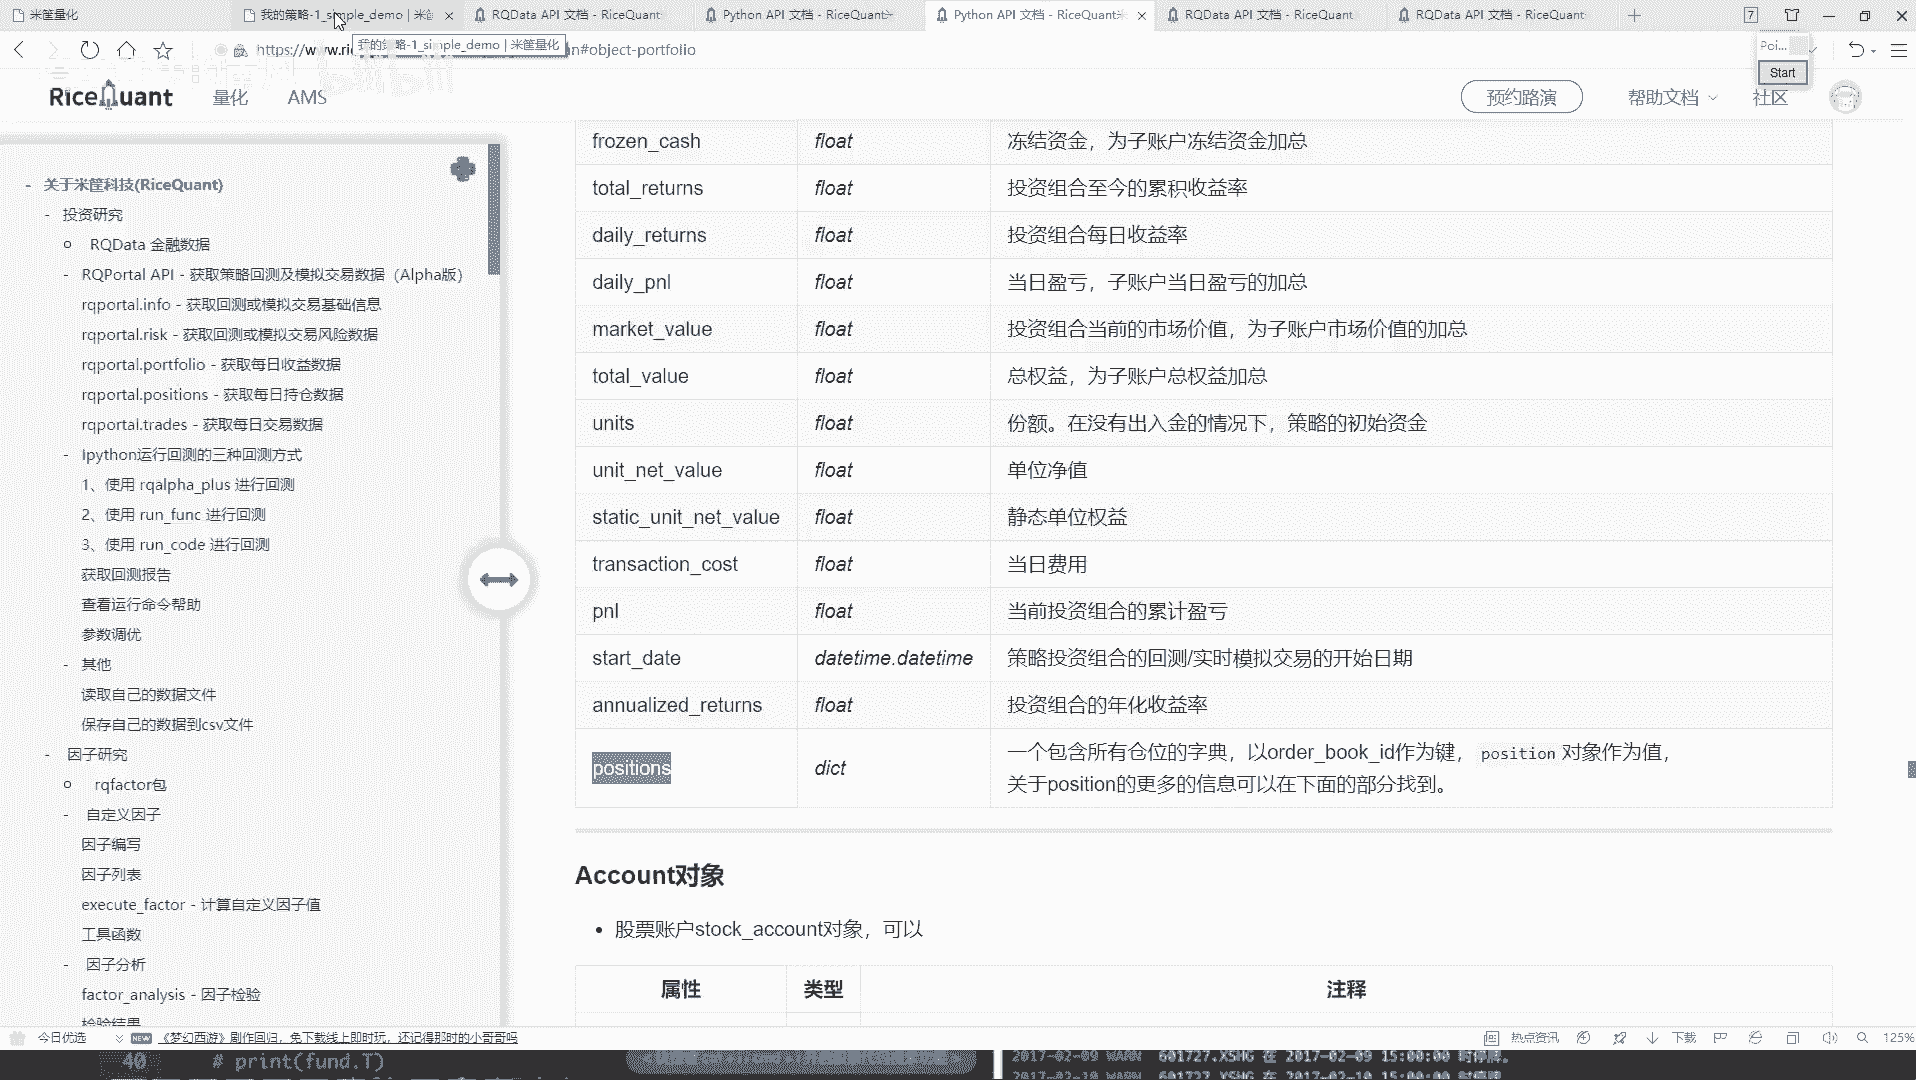 米筐量化
我的策略-1_simple_demo | 米筐
RQData API 文档 - RiceQuant
Python API 文档 - RiceQuant米
Python API 文档 - RiceQuant米
RQData API 文档 - RiceQuant
RQData API 文档 - RiceQuant
7
我的策略-1_simple_demo | 米筐量化
https://www.ri
n#object-portfolio
Poi...
Start
RiceQuant
量化
AMS
预约路演
帮助文档
社区
- 关于米筐科技(RiceQuant)
- 投资研究
RQData 金融数据
- RQPortal API - 获取策略回测及模拟交易数据（Alpha版）
rqportal.info - 获取回测或模拟交易基础信息
rqportal.risk - 获取回测或模拟交易风险数据
rqportal.portfolio - 获取每日收益数据
rqportal.positions - 获取每日持仓数据
rqportal.trades - 获取每日交易数据
- Ipython运行回测的三种回测方式
1、使用 rqalpha_plus 进行回测
2、使用 run_func 进行回测
3、使用 run_code 进行回测
获取回测报告
查看运行命令帮助
参数调优
- 其他
读取自己的数据文件
保存自己的数据到csv文件
- 因子研究
rqfactor包
- 自定义因子
因子编写
因子列表
execute_factor - 计算自定义因子值
工具函数
- 因子分析
factor_analysis - 因子检验
检验结果
frozen_cash float 冻结资金，为子账户冻结资金加总
total_returns float 投资组合至今的累积收益率
daily_returns float 投资组合每日收益率
daily_pnl float 当日盈亏，子账户当日盈亏的加总
market_value float 投资组合当前的市场价值，为子账户市场价值的加总
total_value float 总权益，为子账户总权益加总
units float 份额。在没有出入金的情况下，策略的初始资金
unit_net_value float 单位净值
static_unit_net_value float 静态单位权益
transaction_cost float 当日费用
pnl float 当前投资组合的累计盈亏
start_date datetime.datetime 策略投资组合的回测/实时模拟交易的开始日期
annualized_returns float 投资组合的年化收益率
positions dict 一个包含所有仓位的字典，以order_book_id作为键， position 对象作为值，
关于position的更多的信息可以在下面的部分找到。
Account对象
• 股票账户stock_account对象，可以
属性 类型 注释
今日优选
NEW 《梦幻西游》剧作回归，免下载线上即时玩，还记得那时的小哥哥吗
热点资讯
下载
125%
40 # print(fund.T)
2017-02-09 WARN 601727.XSHG 在 2017-02-09 15:00:00 时停牌。
2017-02-10 WARN 601727.XSHG 在 2017-02-10 15:00:00 时停牌。